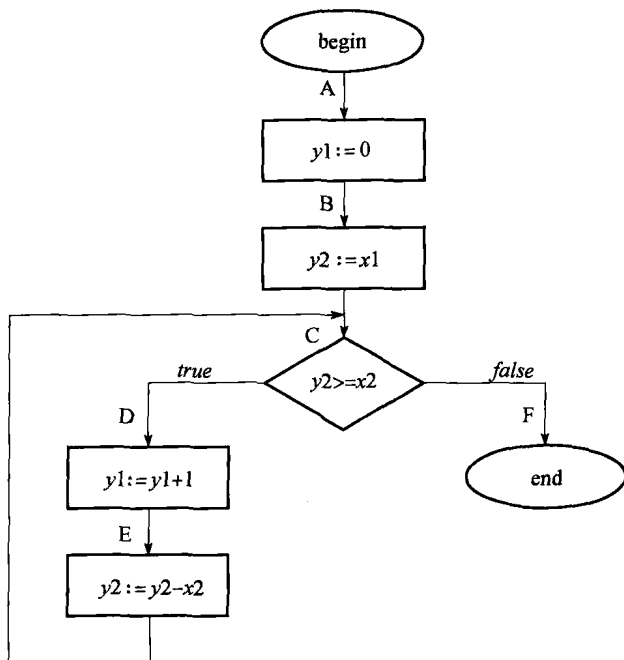 begin
A
y1:=0
B
y2:=x1
C
true
y2>=x2
false
D
F
y1:=y1+1
end
E
y2:=y2-x2